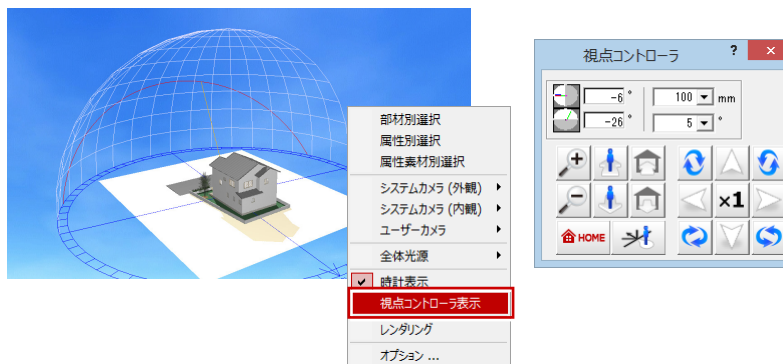 部材別選択
属性別選択
属性素材別選択
システムカメラ (外観)
システムカメラ (内観)
ユーザーカメラ
全体光源
時計表示
視点コントローラ表示
レンダリング
オプション ...
視点コントローラ ? ×
-6 ° 100 mm
-26 ° 5 °
×1
HOME